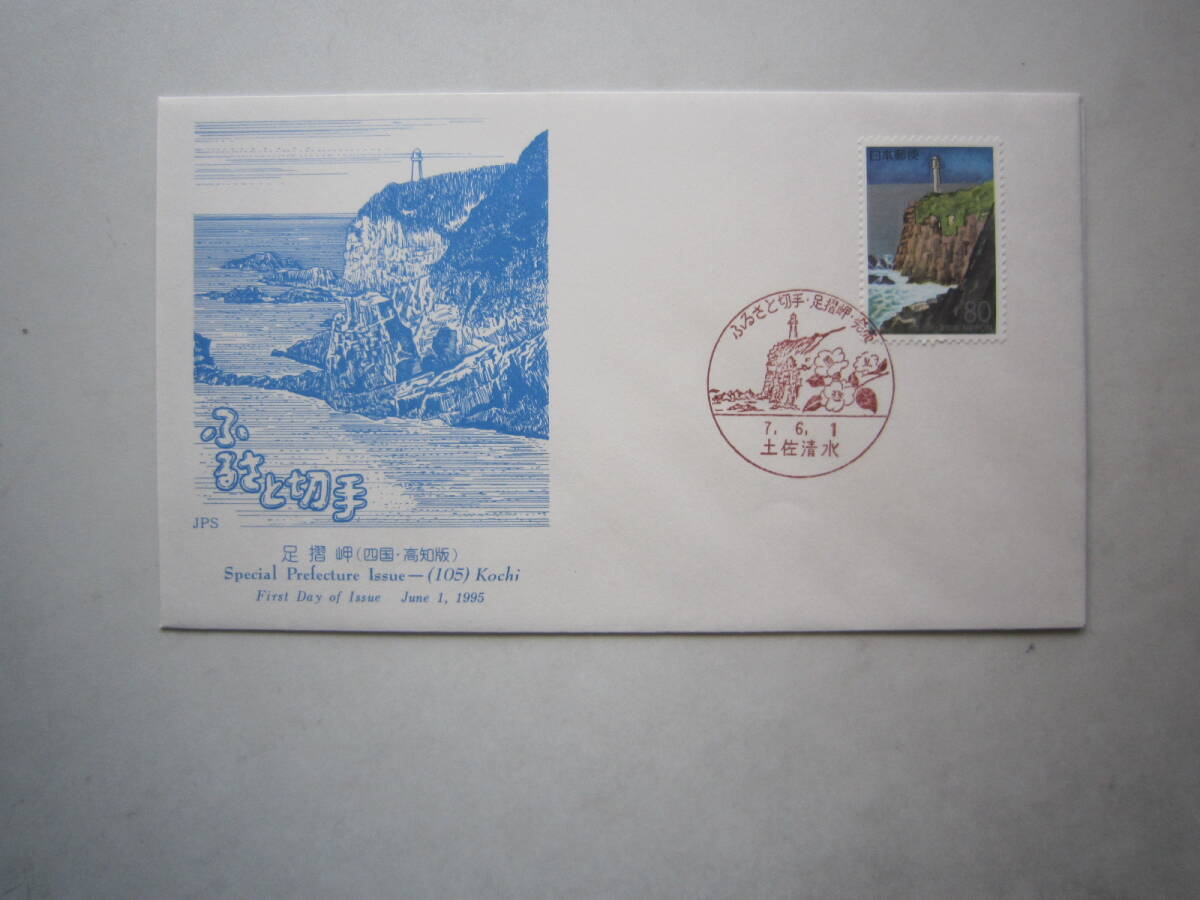 ふるさと切手
JPS
足摺岬(四国・高知版)
Special Prefecture Issue—(105) Kochi
First Day of Issue June 1, 1995
日本郵便
80
ふるさと切手・足摺岬・発売
7. 6. 1
土佐清水